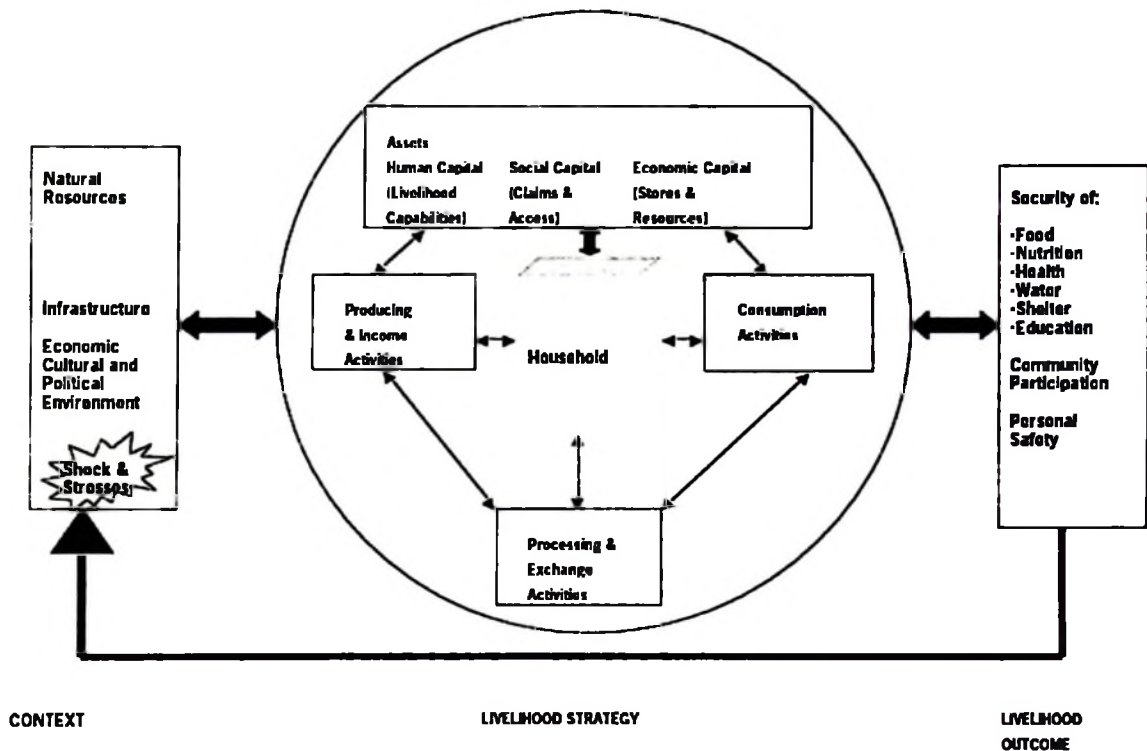 Natural
Resources
Infrastructure
Economic
Cultural and
Political
Environment
Shock &
Stresses
Assets
Human Capital
(Livelihood
Capabilities)
Social Capital
(Claims &
Access)
Economic Capital
(Stores &
Resources)
Producing
& Income
Activities
Household
Consumption
Activities
Processing &
Exchange
Activities
Security of:
-Food
-Nutrition
-Health
-Water
-Shelter
-Education
Community
Participation
Personal
Safety
CONTEXT
LIVELIHOOD STRATEGY
LIVELIHOOD
OUTCOME